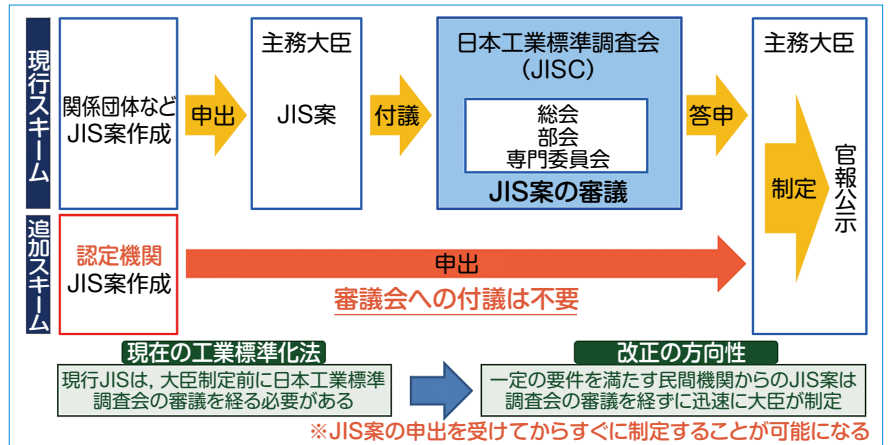 現行スキーム
関係団体など
JIS案作成
申出
主務大臣
JIS案
付議
日本工業標準調査会
(JISC)
総会
部会
専門委員会
JIS案の審議
答申
主務大臣
制定
官報公示
追加スキーム
認定機関
JIS案作成
申出
審議会への付議は不要
現在の工業標準化法
現行JISは,大臣制定前に日本工業標準
調査会の審議を経る必要がある
改正の方向性
一定の要件を満たす民間機関からのJIS案は
調査会の審議を経ずに迅速に大臣が制定
※JIS案の申出を受けてからすぐに制定することが可能になる